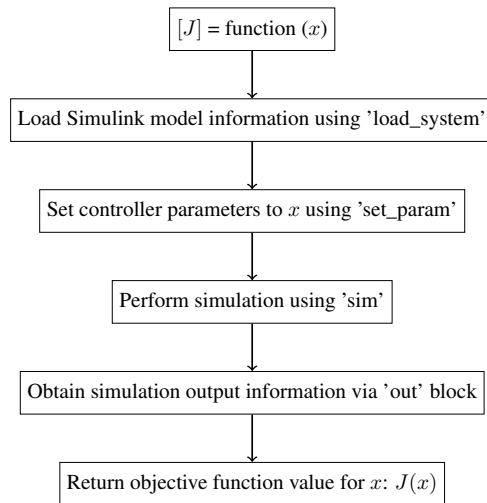 [J] = function (x)
Load Simulink model information using ’load_system’
Set controller parameters to x using ’set_param’
Perform simulation using ’sim’
Obtain simulation output information via ’out’ block
Return objective function value for x: J(x)